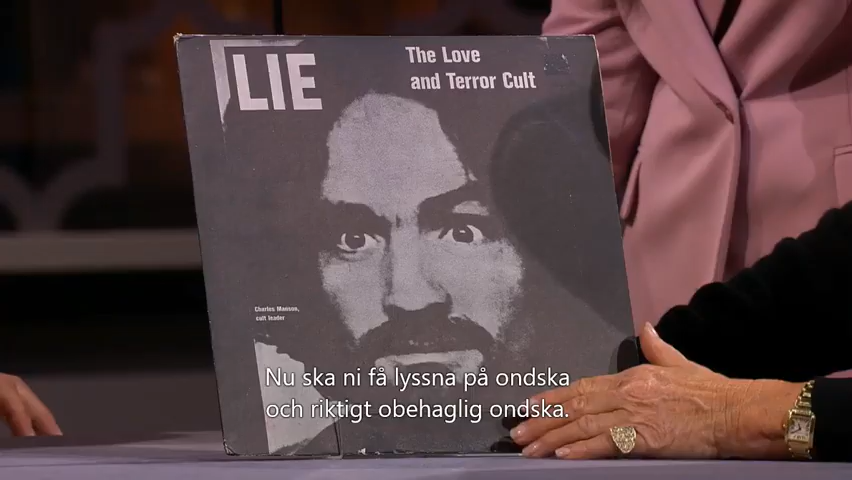 LIE
The Love
and Terror Cult
Charles Manson,
cult leader
Nu ska ni få lyssna på ondska
och riktigt obehaglig ondska.